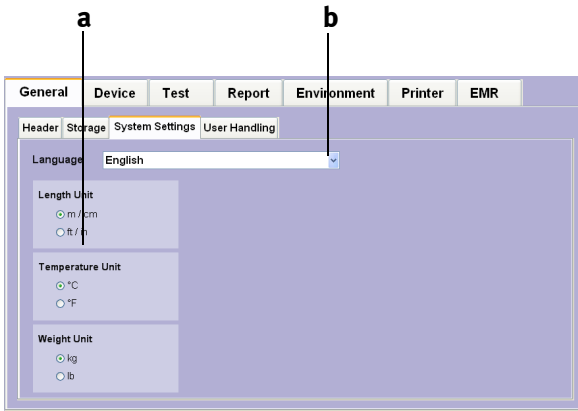 a b
General Device Test Report Environment Printer EMR
Header Storage System Settings User Handling
Language English
Length Unit
m / cm
ft / in
Temperature Unit
°C
°F
Weight Unit
kg
lb